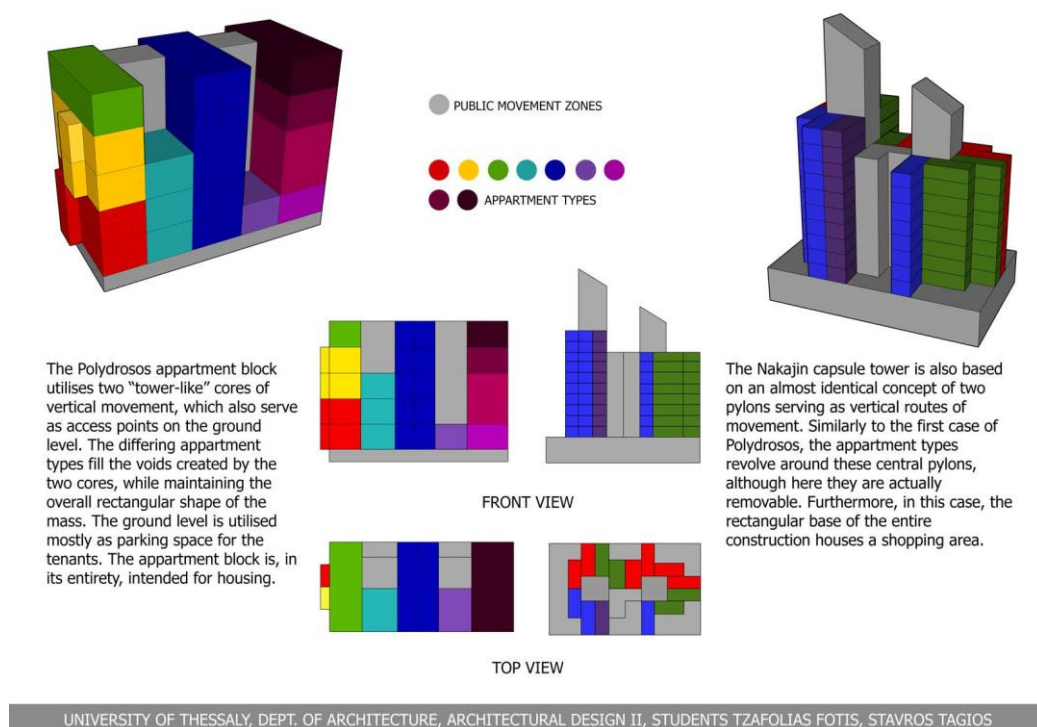 PUBLIC MOVEMENT ZONES
APPARTMENT TYPES
The Polydrosos appartment block
utilises two “tower-like” cores of
vertical movement, which also serve
as access points on the ground
level. The differing appartment
types fill the voids created by the
two cores, while maintaining the
overall rectangular shape of the
mass. The ground level is utilised
mostly as parking space for the
tenants. The appartment block is, in
its entirety, intended for housing.
FRONT VIEW
TOP VIEW
The Nakajin capsule tower is also based
on an almost identical concept of two
pylons serving as vertical routes of
movement. Similarly to the first case of
Polydrosos, the appartment types
revolve around these central pylons,
although here they are actually
removable. Furthermore, in this case, the
rectangular base of the entire
construction houses a shopping area.
UNIVERSITY OF THESSALY, DEPT. OF ARCHITECTURE, ARCHITECTURAL DESIGN II, STUDENTS TZAFOLIAS FOTIS, STAVROS TAGIOS